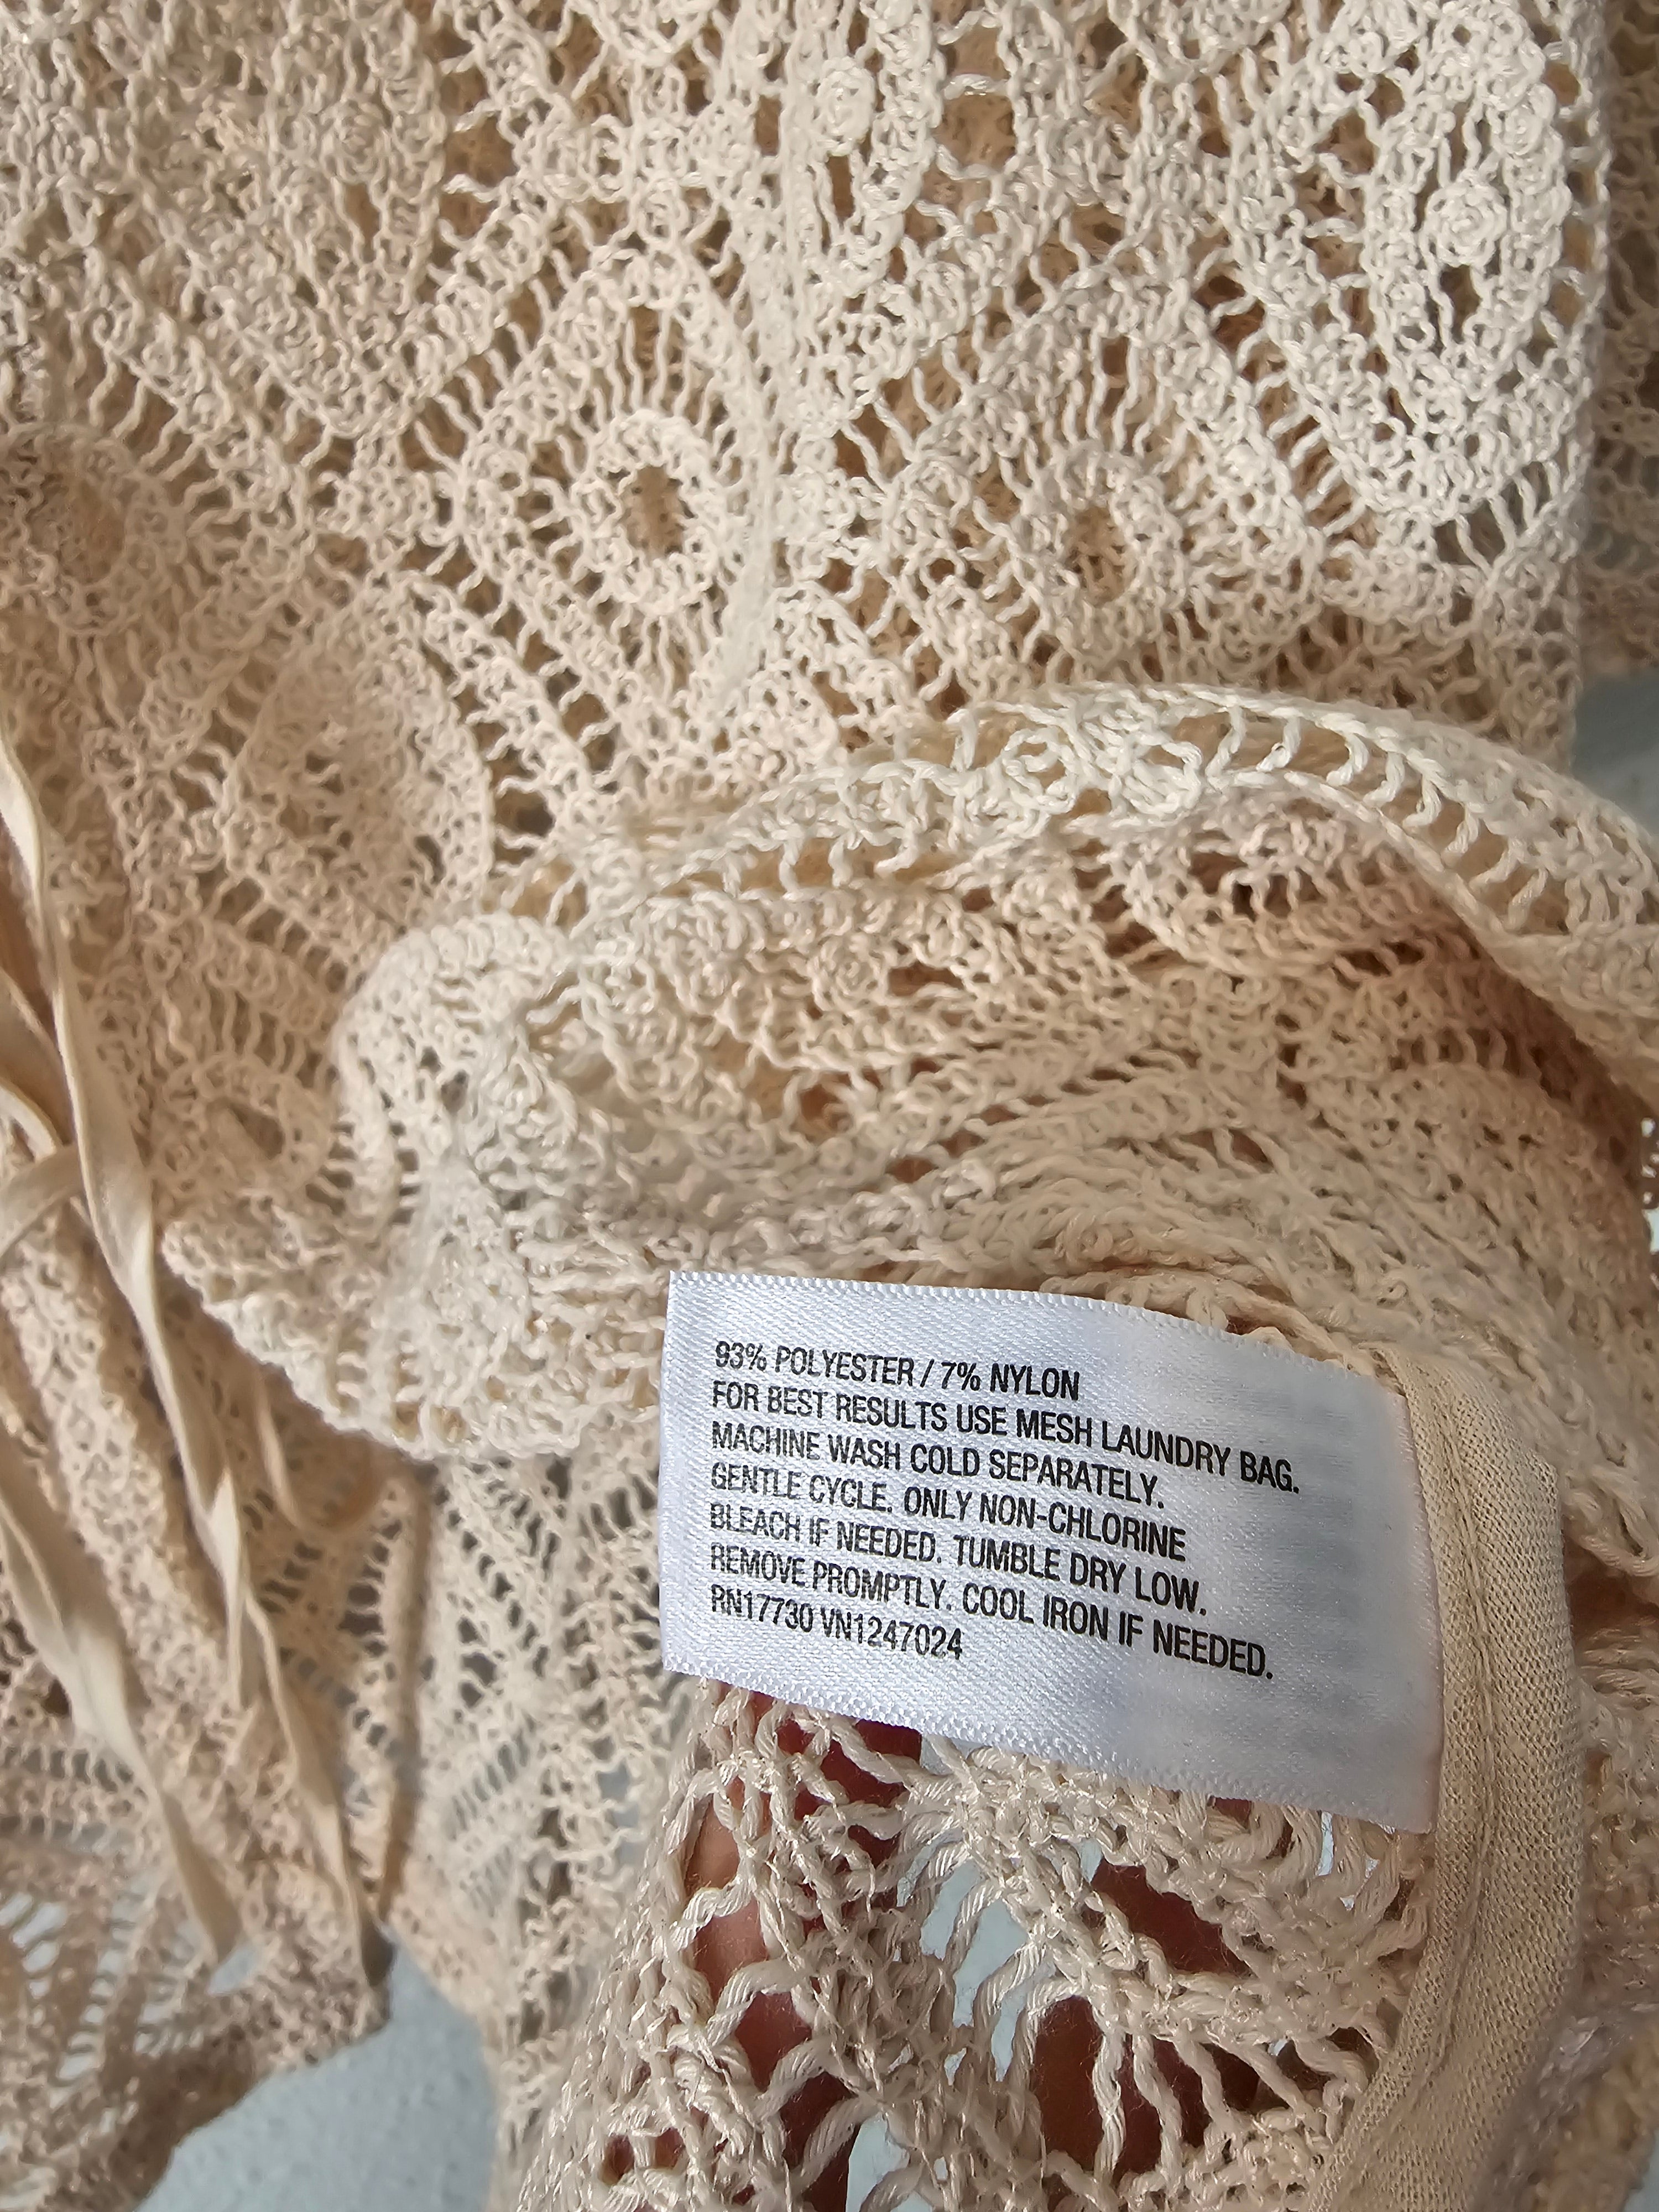 93% POLYESTER / 7% NYLON
FOR BEST RESULTS USE MESH LAUNDRY BAG.
MACHINE WASH COLD SEPARATELY.
GENTLE CYCLE. ONLY NON-CHLORINE
BLEACH IF NEEDED. TUMBLE DRY LOW.
REMOVE PROMPTLY. COOL IRON IF NEEDED.
RN17730 VN1247024